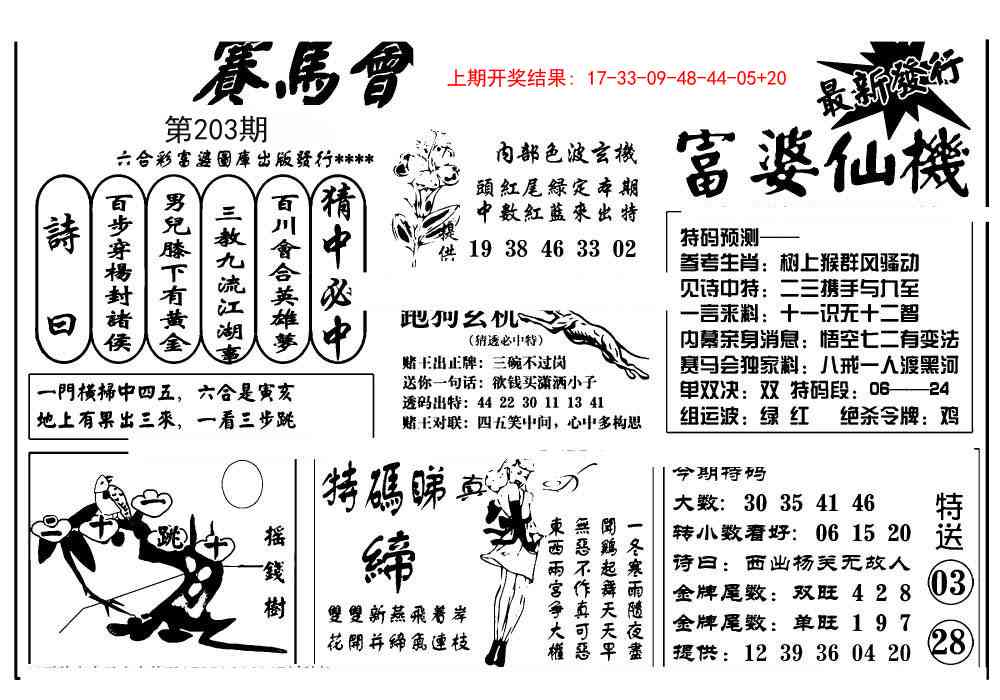 賽馬會
上期开奖结果：17-33-09-48-44-05+20
第203期
六合彩富婆圖庫出版發行****
最新發行
富婆仙機
猜中必中
百川會合英雄夢
三教九流江湖事
男兒膝下有黃金
百步穿楊封諸侯
詩曰
一門橫掃中四五，六合是寅亥
地上有果出三來，一看三步跳
内部色波玄機
頭紅尾綠定本期
中數紅藍來出特
提供
19 38 46 33 02
跑狗玄机
（猜透必中特）
赌王出正牌：三碗不过岗
送你一句话：欲钱买潇洒小子
透码出特：44 22 30 11 13 41
赌王对联：四五笑中间，心中多构思
特码预测——
参考生肖：树上猴群风骚动
见诗中特：二三携手与九至
一言来料：十一识无十二智
内幕亲身消息：悟空七二有变法
赛马会独家料：八戒一人渡黑河
单双决：双 特码段：06——24
组运波：绿 红 绝杀令牌：鸡
一
十
跳
十
搖錢樹
特碼睇真
締
雙雙新燕飛着岸
花開并締魚連枝
一冬寒雨隨夜盡
聞鷄起舞天天平
無惡不作真可惡
東西兩宮爭大權
今期特码
大数：30 35 41 46
转小数看好：06 15 20
诗曰：西出杨关无故人
金牌尾数：双旺 4 2 8
金牌尾数：单旺 1 9 7
提供：12 39 36 04 20
特送
03
28